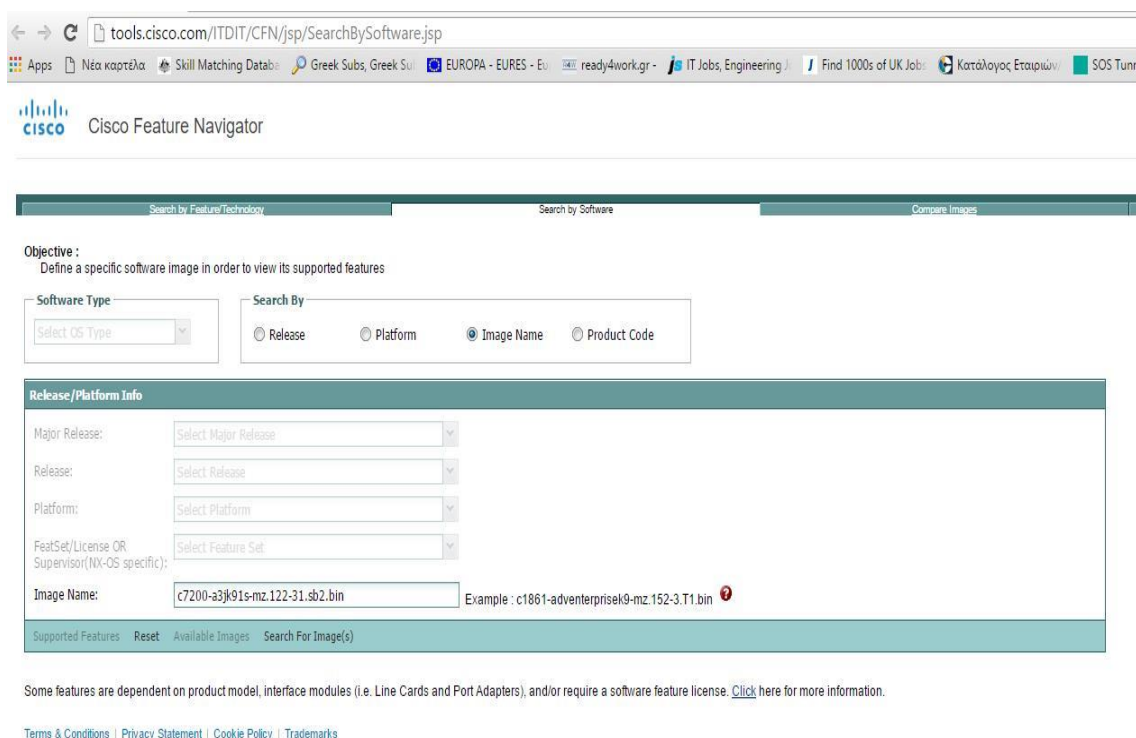 tools.cisco.com/ITDIT/CFN/jsp/SearchBySoftware.jsp
Apps Νέα καρτέλα Skill Matching Databa Greek Subs, Greek Su EUROPA - EURES - Eu ready4work.gr - IT Jobs, Engineering J Find 1000s of UK Jobs Κατάλογος Εταιριών SOS Tunn
CISCO Cisco Feature Navigator
Search by Feature/Technology Search by Software Compare Images
Objective :
Define a specific software image in order to view its supported features
Software Type Search By
Select OS Type Release Platform Image Name Product Code
Release/Platform Info
Major Release: Select Major Release
Release: Select Release
Platform: Select Platform
FeatSet/License OR Select Feature Set
Supervisor(NX-OS specific):
Image Name: c7200-a3jk91s-mz.122-31.sb2.bin Example : c1861-adventerprisek9-mz.152-3.T1.bin ?
Supported Features Reset Available Images Search For Image(s)
Some features are dependent on product model, interface modules (i.e. Line Cards and Port Adapters), and/or require a software feature license. Click here for more information.
Terms & Conditions | Privacy Statement | Cookie Policy | Trademarks